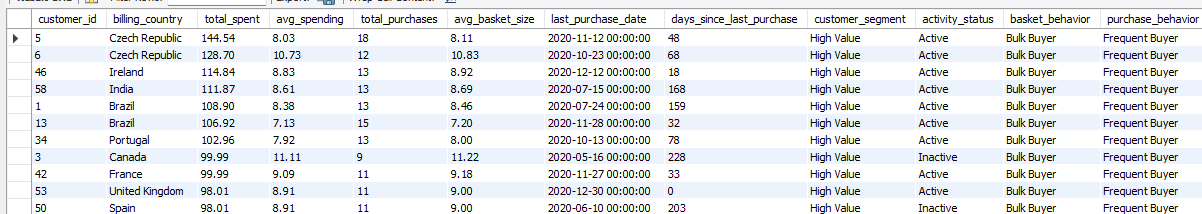 customer_id billing_country total_spent avg_spending total_purchases avg_basket_size last_purchase_date days_since_last_purchase customer_segment activity_status basket_behavior purchase_behavior
5 Czech Republic 144.54 8.03 18 8.11 2020-11-12 00:00:00 48 High Value Active Bulk Buyer Frequent Buyer
6 Czech Republic 128.70 10.73 12 10.83 2020-10-23 00:00:00 68 High Value Active Bulk Buyer Frequent Buyer
46 Ireland 114.84 8.83 13 8.92 2020-12-12 00:00:00 18 High Value Active Bulk Buyer Frequent Buyer
58 India 111.87 8.61 13 8.69 2020-07-15 00:00:00 168 High Value Active Bulk Buyer Frequent Buyer
1 Brazil 108.90 8.38 13 8.46 2020-07-24 00:00:00 159 High Value Active Bulk Buyer Frequent Buyer
13 Brazil 106.92 7.13 15 7.20 2020-11-28 00:00:00 32 High Value Active Bulk Buyer Frequent Buyer
34 Portugal 102.96 7.92 13 8.00 2020-10-13 00:00:00 78 High Value Active Bulk Buyer Frequent Buyer
3 Canada 99.99 11.11 9 11.22 2020-05-16 00:00:00 228 High Value Inactive Bulk Buyer Frequent Buyer
42 France 99.99 9.09 11 9.18 2020-11-27 00:00:00 33 High Value Active Bulk Buyer Frequent Buyer
53 United Kingdom 98.01 8.91 11 9.00 2020-12-30 00:00:00 0 High Value Active Bulk Buyer Frequent Buyer
50 Spain 98.01 8.91 11 9.00 2020-06-10 00:00:00 203 High Value Inactive Bulk Buyer Frequent Buyer